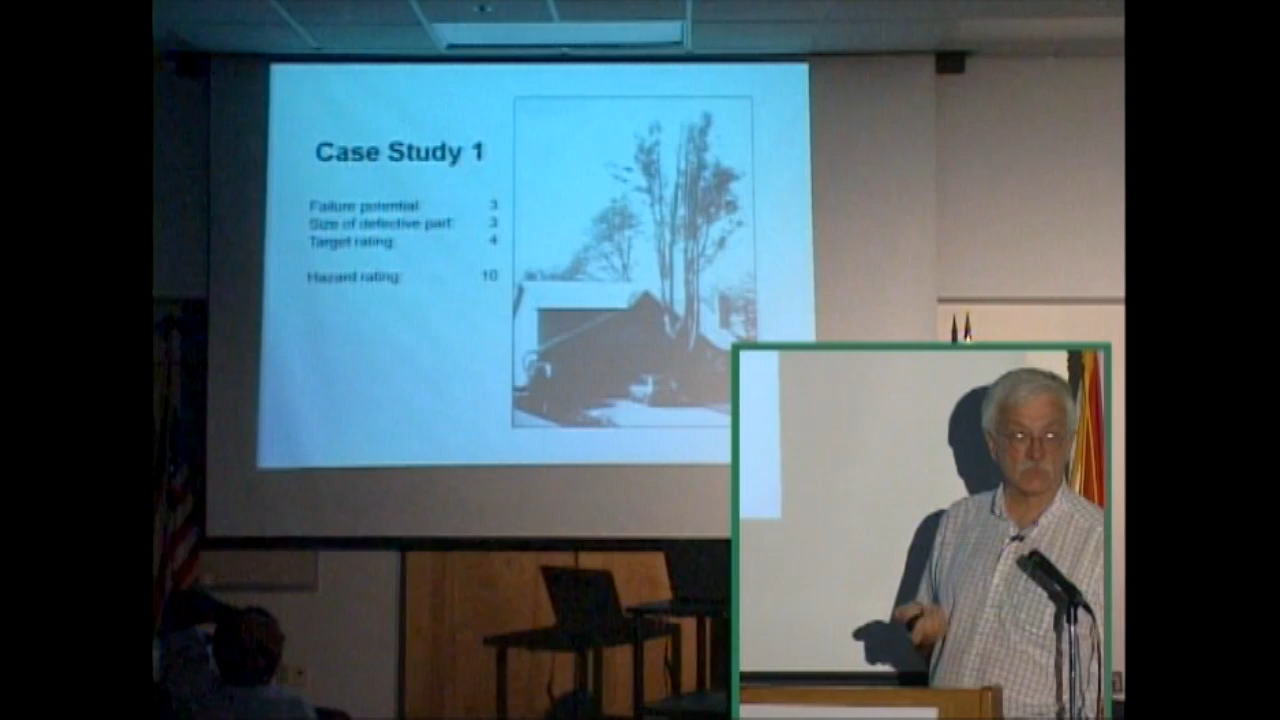 Case Study 1
Failure potential: 3
Size of defective part: 3
Target rating: 4
Hazard rating: 10